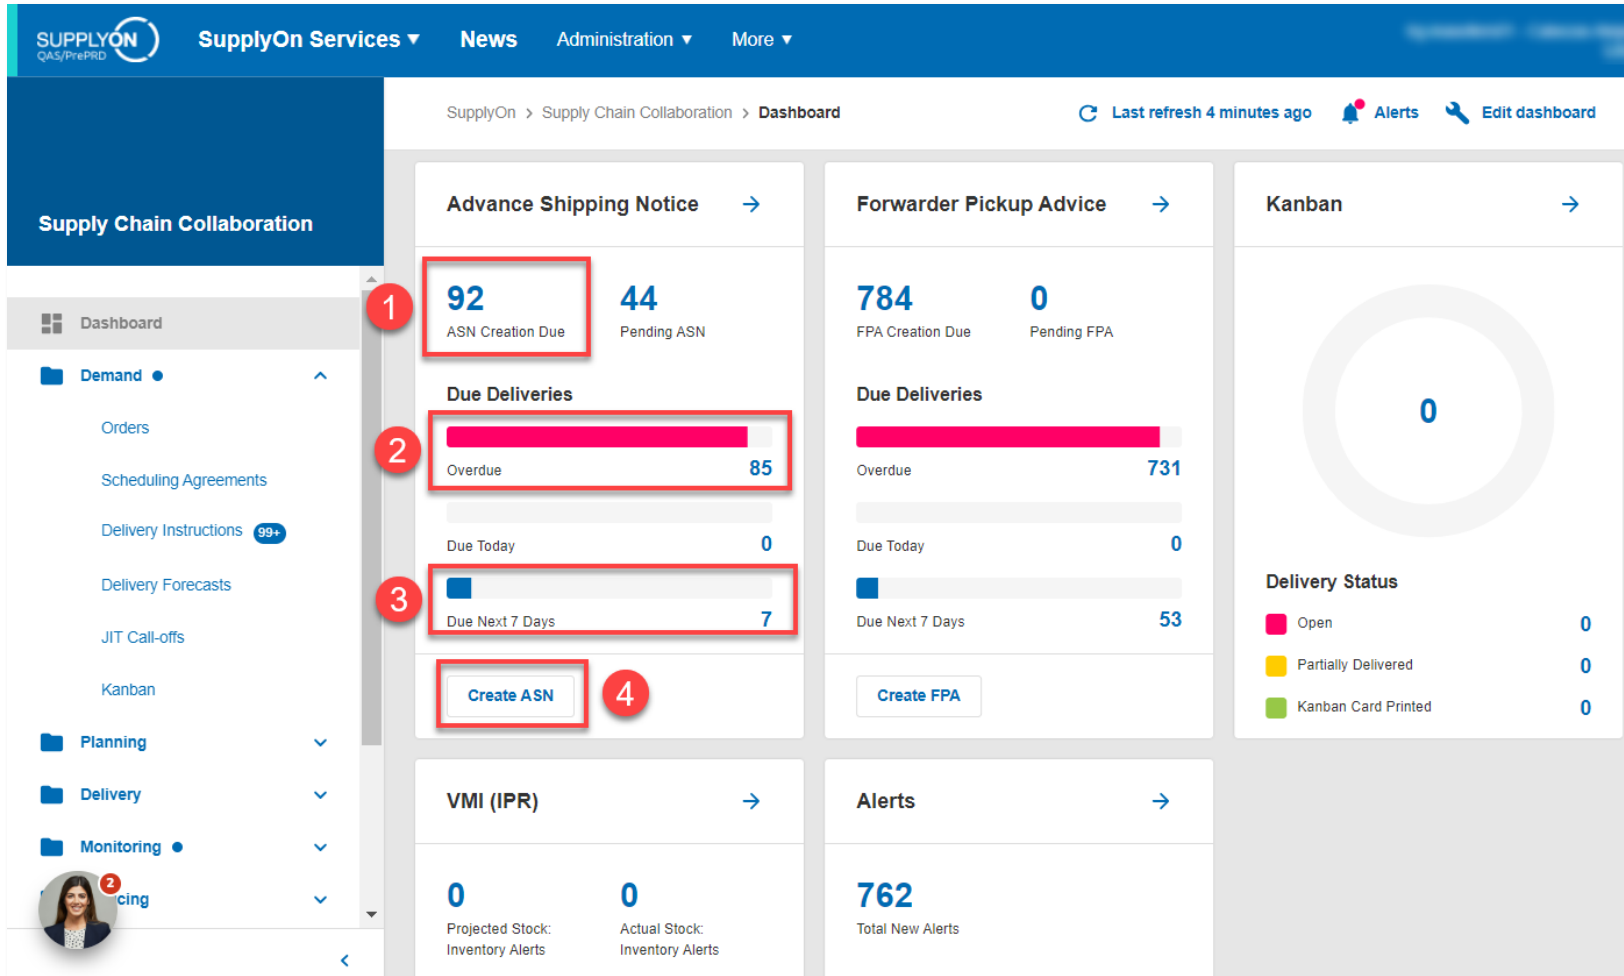 SUPPLYON
QAS/PrePRD
SupplyOn Services ▾ News Administration ▾ More ▾
SupplyOn > Supply Chain Collaboration > Dashboard
Last refresh 4 minutes ago Alerts Edit dashboard
Supply Chain Collaboration
Dashboard
Demand
Orders
Scheduling Agreements
Delivery Instructions 99+
Delivery Forecasts
JIT Call-offs
Kanban
Planning
Delivery
Monitoring
2
cing
Advance Shipping Notice
1
92 44
ASN Creation Due Pending ASN
Due Deliveries
2
Overdue 85
Due Today 0
3
Due Next 7 Days 7
Create ASN 4
Forwarder Pickup Advice
784 0
FPA Creation Due Pending FPA
Due Deliveries
Overdue 731
Due Today 0
Due Next 7 Days 53
Create FPA
Kanban
0
Delivery Status
Open 0
Partially Delivered 0
Kanban Card Printed 0
VMI (IPR)
0 0
Projected Stock: Actual Stock:
Inventory Alerts Inventory Alerts
Alerts
762
Total New Alerts